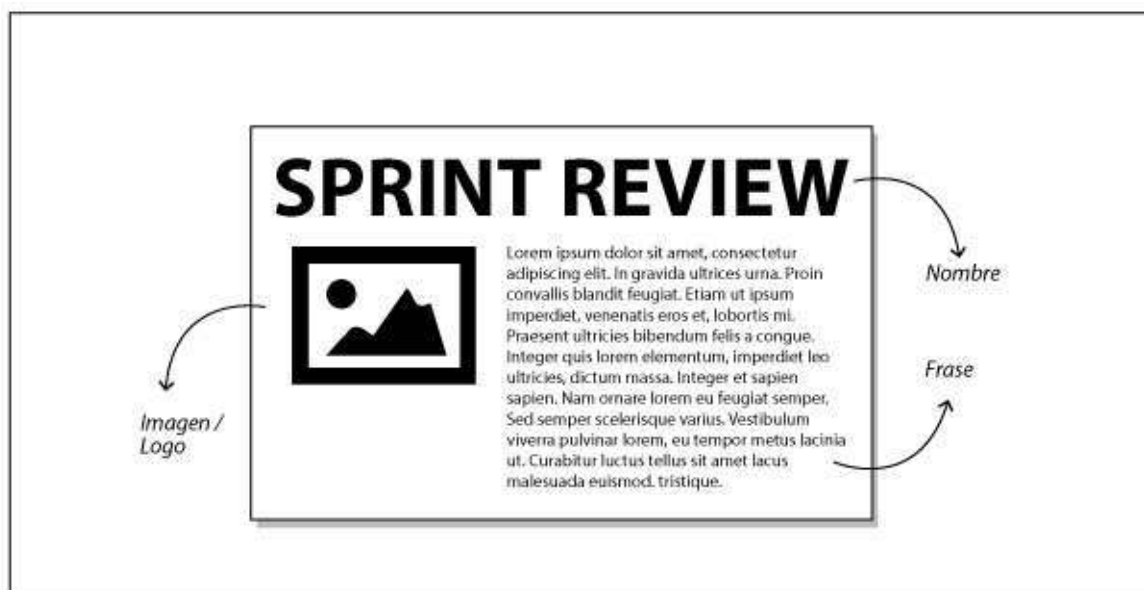 SPRINT REVIEW
Lorem ipsum dolor sit amet, consectetur
adipiscing elit. In gravida ultrices urna. Proin
convallis blandit feugiat. Etiam ut ipsum
imperdiet, venenatis eros et, lobortis mi.
Praesent ultricies bibendum felis a congue.
Integer quis lorem elementum, imperdiet leo
ultricies, dictum massa. Integer et sapien
sapien. Nam ornare lorem eu feugiat semper.
Sed semper scelerisque varius. Vestibulum
viverra pulvinar lorem, eu tempor metus lacinia
ut. Curabitur luctus tellus sit amet lacus
malesuada euismod. tristique.
Nombre
Frase
Imagen /
Logo